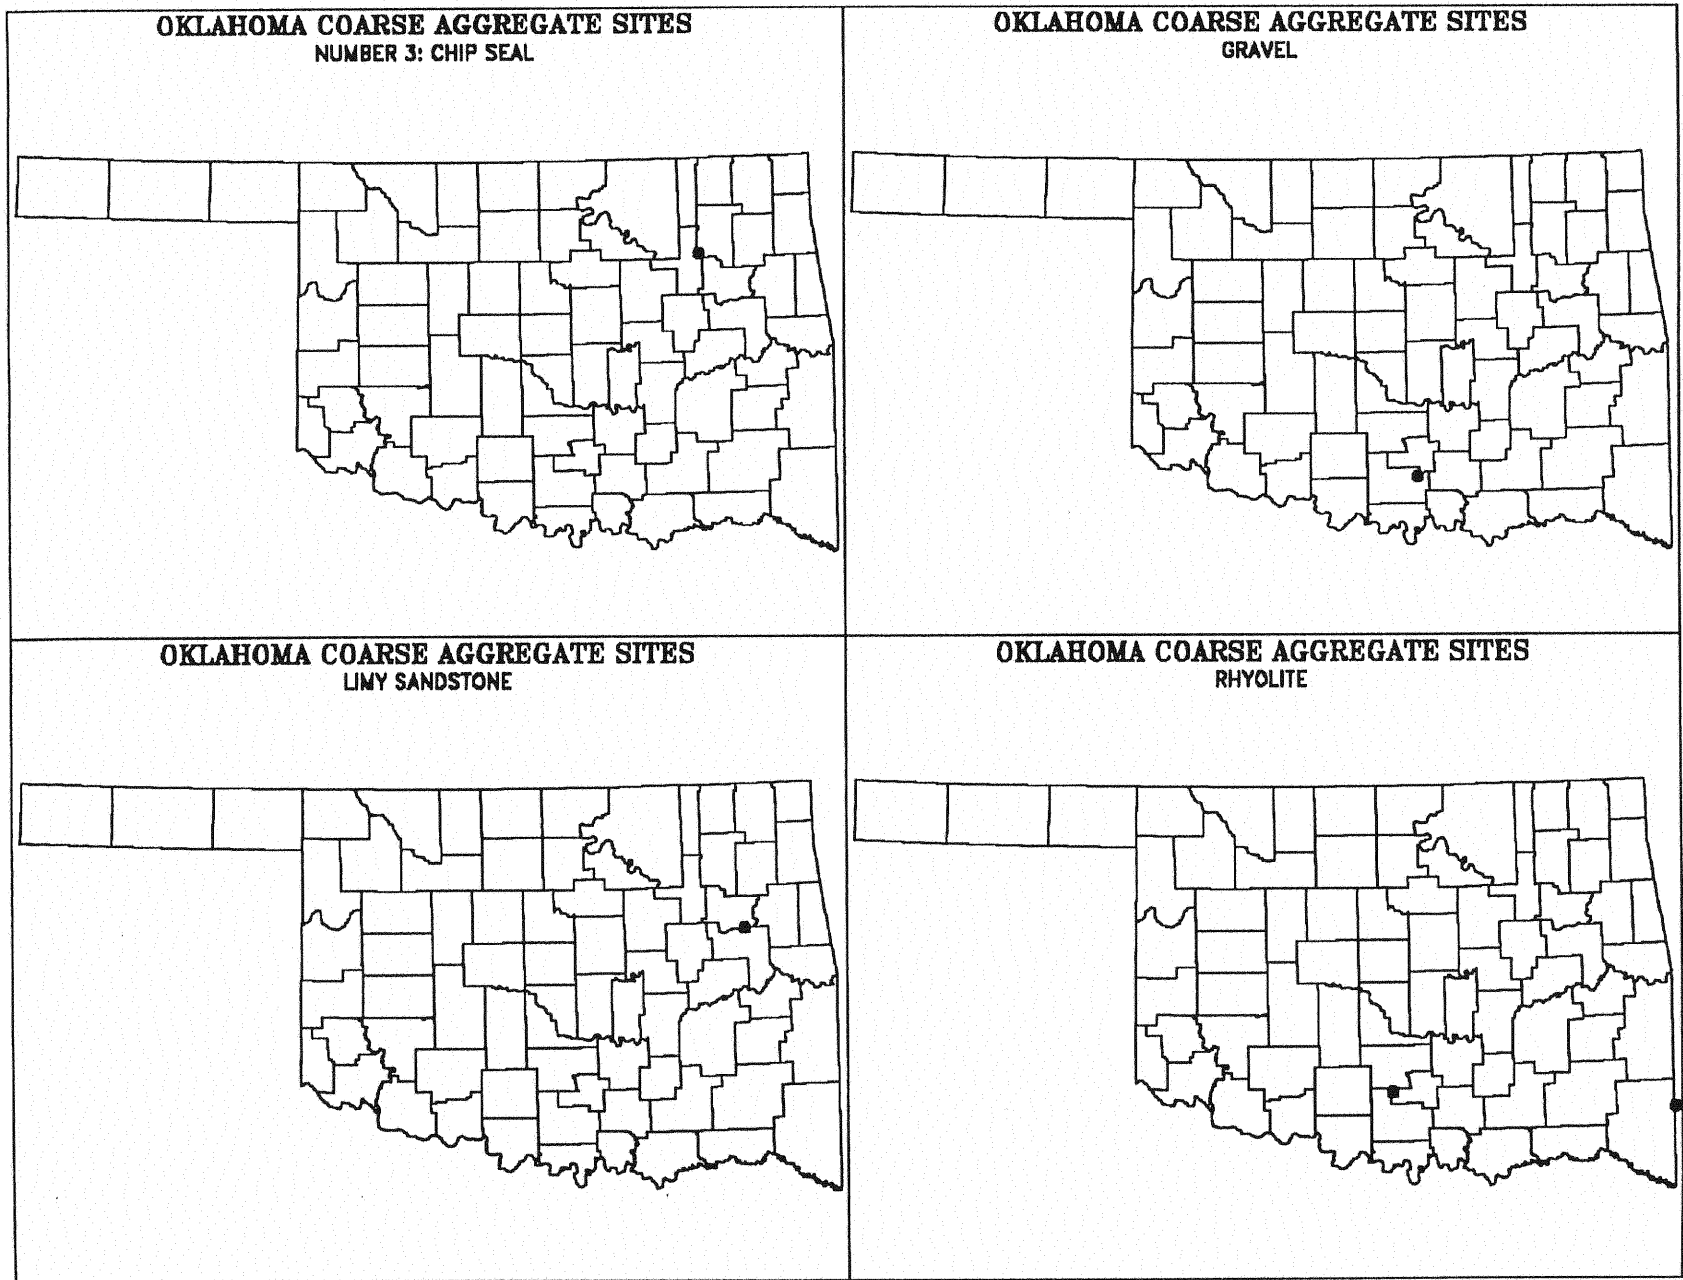 OKLAHOMA COARSE AGGREGATE SITES
NUMBER 3: CHIP SEAL
OKLAHOMA COARSE AGGREGATE SITES
GRAVEL
OKLAHOMA COARSE AGGREGATE SITES
LIMY SANDSTONE
OKLAHOMA COARSE AGGREGATE SITES
RHYOLITE